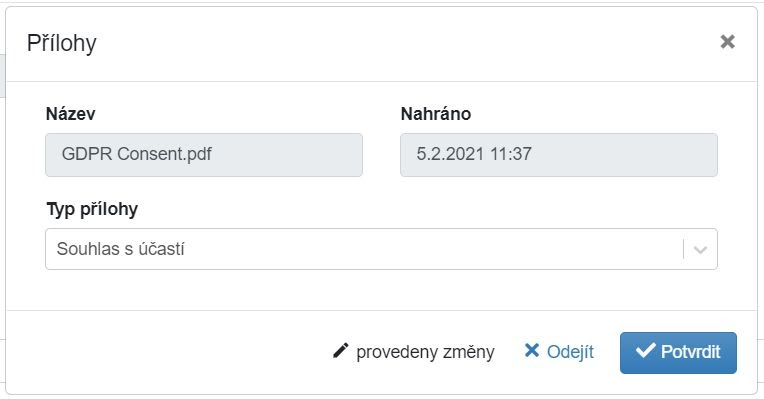 Přílohy
Název
Nahráno
GDPR Consent.pdf
5.2.2021 11:37
Typ přílohy
Souhlas s účastí
provedeny změny
Odejít
Potvrdit